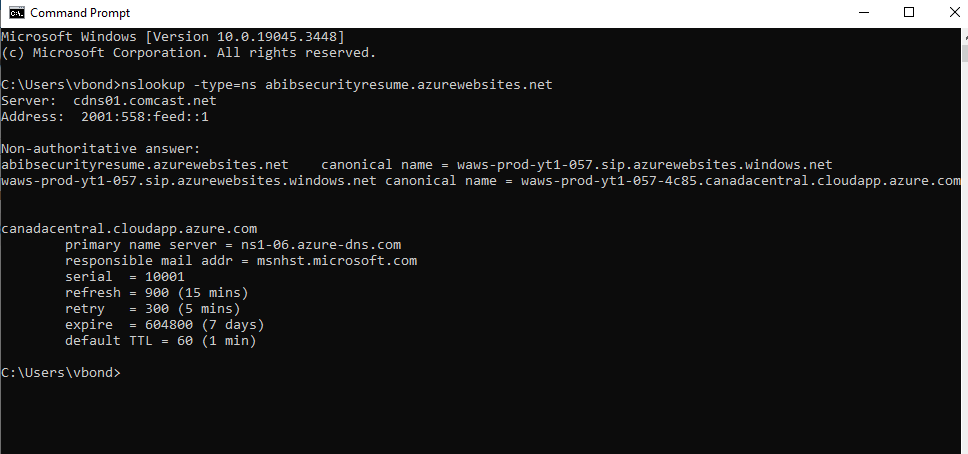 Command Prompt
Microsoft Windows [Version 10.0.19045.3448]
(c) Microsoft Corporation. All rights reserved.
C:\Users\vbond>nslookup -type=ns abibsecurityresume.azurewebsites.net
Server:  cdns01.comcast.net
Address:  2001:558:feed::1
Non-authoritative answer:
abibsecurityresume.azurewebsites.net    canonical name = waws-prod-yt1-057.sip.azurewebsites.windows.net
waws-prod-yt1-057.sip.azurewebsites.windows.net canonical name = waws-prod-yt1-057-4c85.canadacentral.cloudapp.azure.com
canadacentral.cloudapp.azure.com
        primary name server = ns1-06.azure-dns.com
        responsible mail addr = msnhst.microsoft.com
        serial  = 10001
        refresh = 900 (15 mins)
        retry   = 300 (5 mins)
        expire  = 604800 (7 days)
        default TTL = 60 (1 min)
C:\Users\vbond>